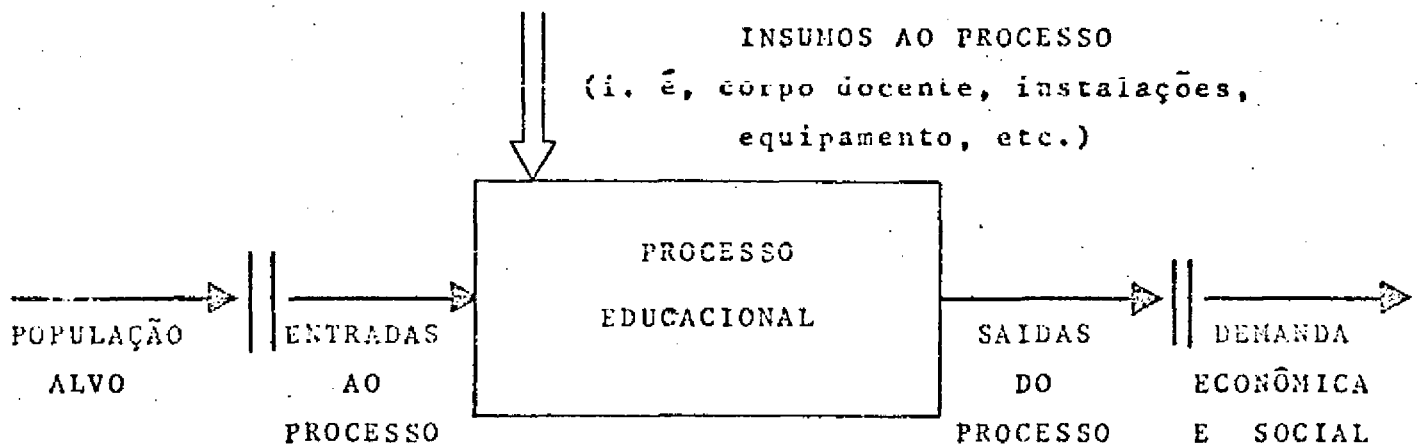 INSUMOS AO PROCESSO
(i. é, corpo docente, instalações,
equipamento, etc.)
PROCESSO
EDUCACIONAL
POPULAÇÃO
ALVO
ENTRADAS
AO
PROCESSO
SAIDAS
DO
PROCESSO
DEMANDA
ECONÔMICA
E SOCIAL